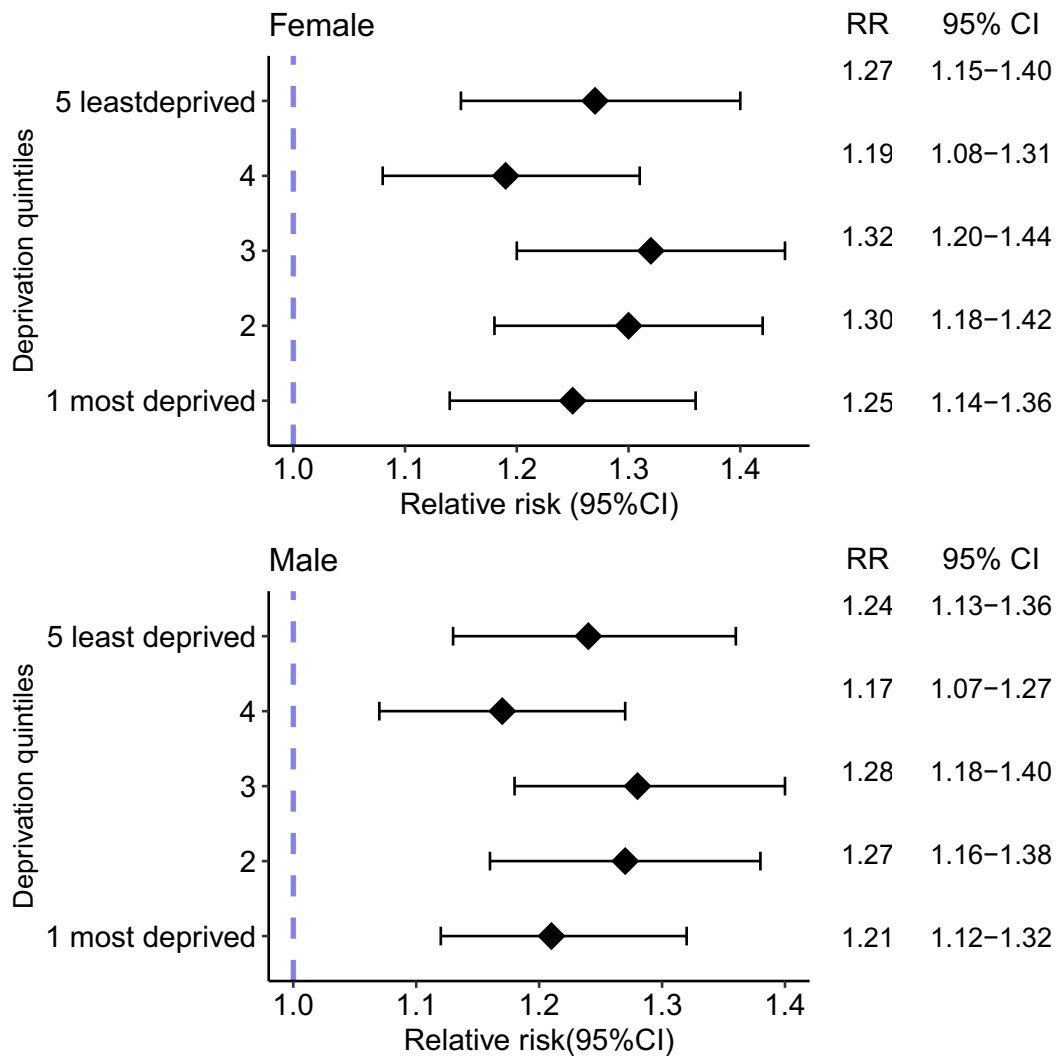 Female RR 95% CI
5 leastdeprived 1.27 1.15−1.40
4 1.19 1.08−1.31
3 1.32 1.20−1.44
2 1.30 1.18−1.42
1 most deprived 1.25 1.14−1.36
Deprivation quintiles
1.0 1.1 1.2 1.3 1.4
Relative risk (95%CI)
Male RR 95% CI
5 least deprived 1.24 1.13−1.36
4 1.17 1.07−1.27
3 1.28 1.18−1.40
2 1.27 1.16−1.38
1 most deprived 1.21 1.12−1.32
Deprivation quintiles
1.0 1.1 1.2 1.3 1.4
Relative risk(95%CI)